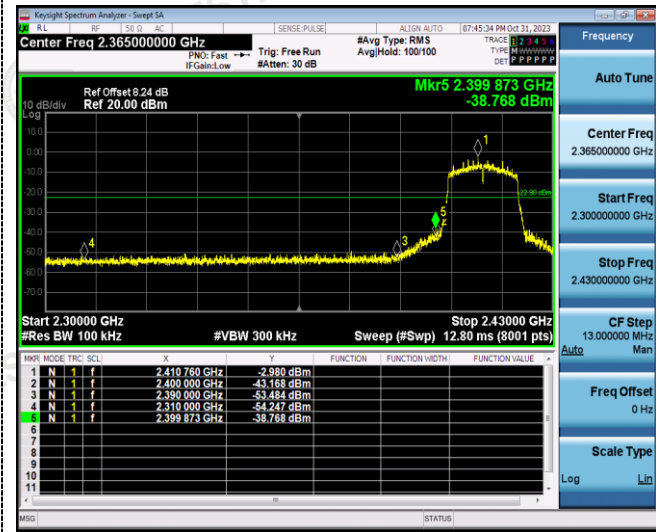 Keysight Spectrum Analyzer - Swept SA
RL RF 50 Ω AC SENSE:PULSE ALIGN AUTO 07:45:34 PM Oct 31, 2023
Center Freq 2.365000000 GHz
PNO: Fast
IFGain:Low
Trig: Free Run
#Atten: 30 dB
#Avg Type: RMS
Avg|Hold: 100/100
TRACE 1 2 3 4 5 6
TYPE M WWWWW
DET P P P P P P
Mkr5 2.399 873 GHz
-38.768 dBm
Ref Offset 8.24 dB
10 dB/div Ref 20.00 dBm
Log
10.0
0.00
-10.0
-20.0
-30.0
-40.0
-50.0
-60.0
-70.0
-22.90 dBm
1
5
4
3
Start 2.30000 GHz Stop 2.43000 GHz
#Res BW 100 kHz #VBW 300 kHz Sweep (#Swp) 12.80 ms (8001 pts)
MKR MODE TRC SCL X Y FUNCTION FUNCTION WIDTH FUNCTION VALUE
1 N 1 f 2.410 760 GHz -2.980 dBm
2 N 1 f 2.400 000 GHz -43.168 dBm
3 N 1 f 2.390 000 GHz -53.484 dBm
4 N 1 f 2.310 000 GHz -54.247 dBm
5 N 1 f 2.399 873 GHz -38.768 dBm
6
7
8
9
10
11
MSG STATUS
Frequency
Auto Tune
Center Freq
2.365000000 GHz
Start Freq
2.300000000 GHz
Stop Freq
2.430000000 GHz
CF Step
13.000000 MHz
Auto Man
Freq Offset
0 Hz
Scale Type
Log Lin